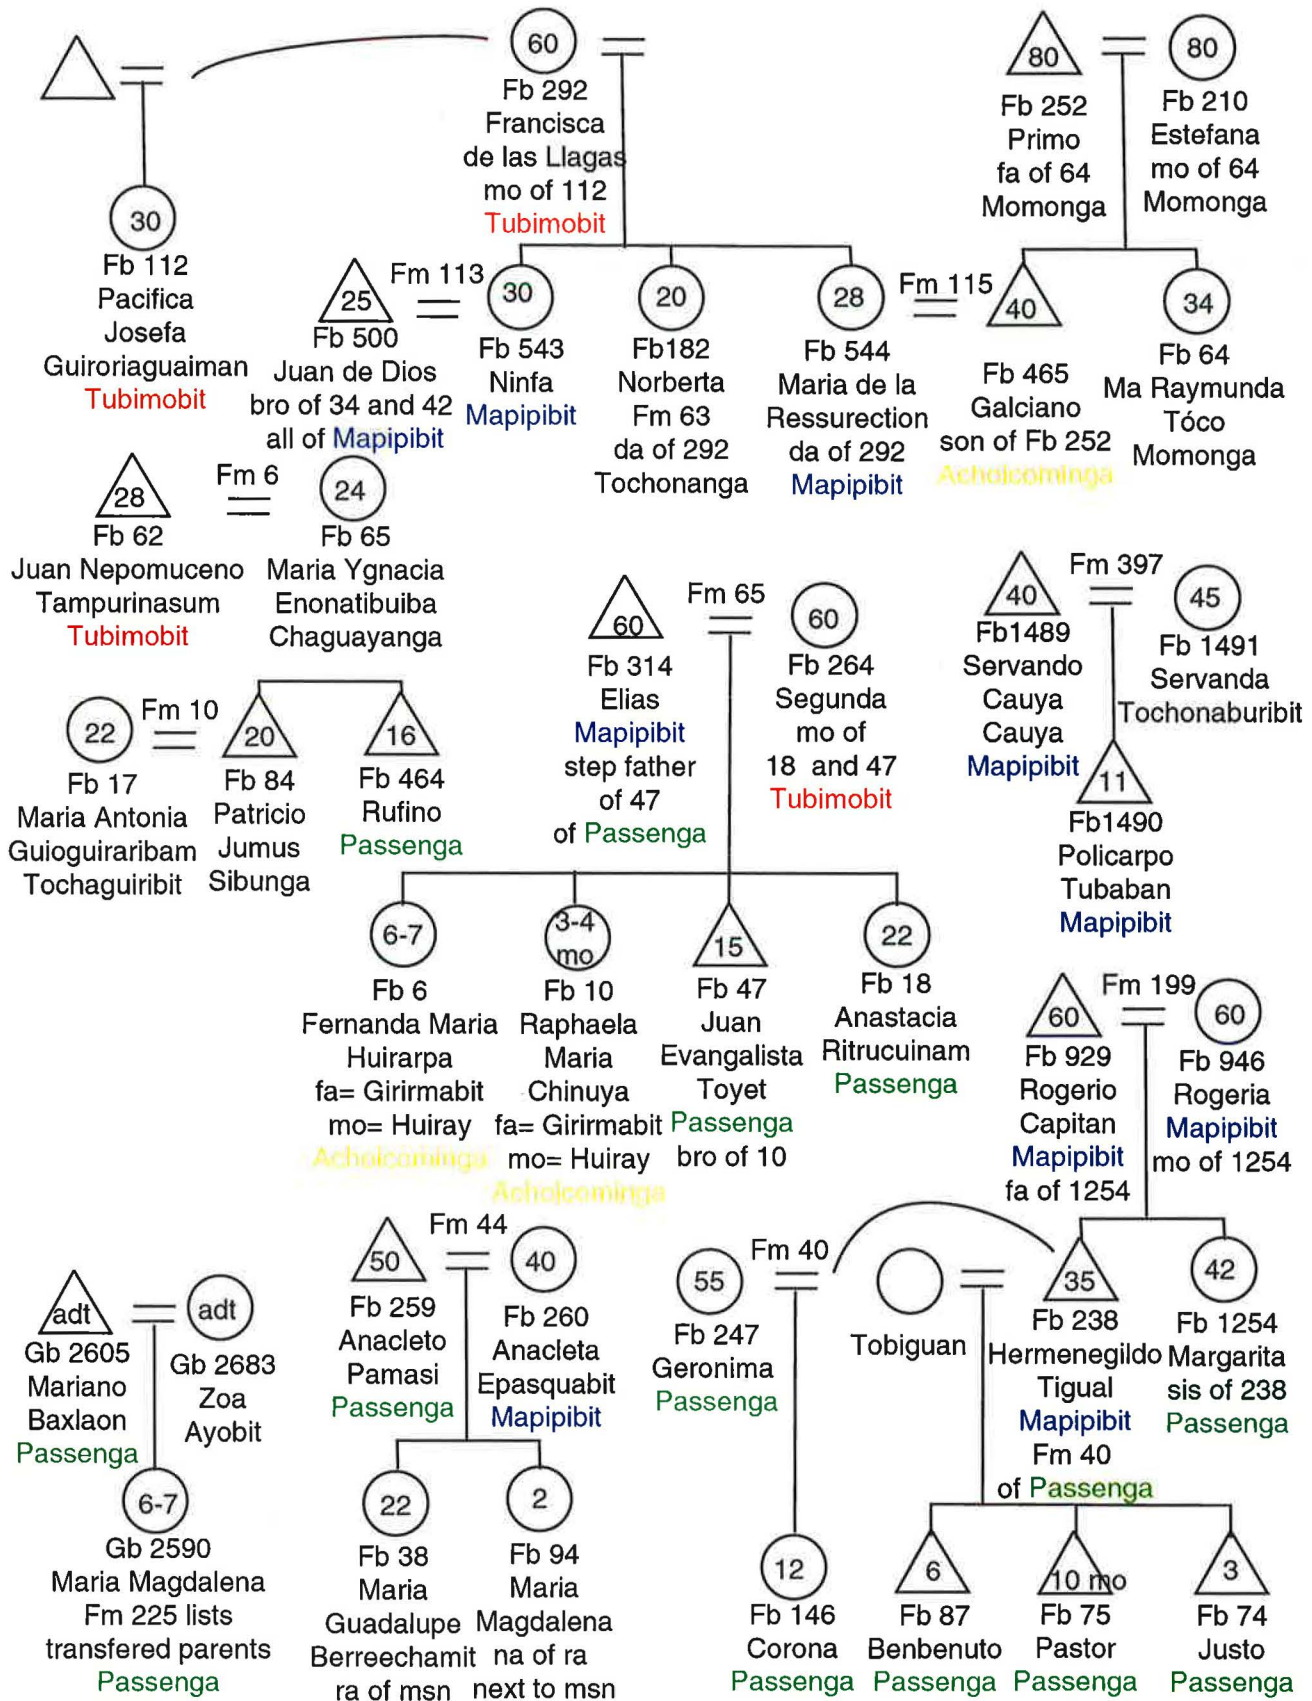 60
Fb 292
Francisca
de las Llagas
mo of 112
Tubimobit
80
Fb 252
Primo
fa of 64
Momonga
80
Fb 210
Estefana
mo of 64
Momonga
30
Fb 112
Pacifica
Josefa
Guiroriaguaiman
Tubimobit
25
Fb 500
Juan de Dios
bro of 34 and 42
all of Mapipibit
Fm 113
30
Fb 543
Ninfa
Mapipibit
20
Fb182
Norberta
Fm 63
da of 292
Tochonanga
28
Fb 544
Maria de la
Ressurection
da of 292
Mapipibit
Fm 115
40
Fb 465
Galciano
son of Fb 252
Acholcominga
34
Fb 64
Ma Raymunda
Tóco
Momonga
28
Fb 62
Juan Nepomuceno
Tampurinasum
Tubimobit
Fm 6
24
Fb 65
Maria Ygnacia
Enonatibuiba
Chaguayanga
60
Fb 314
Elias
Mapipibit
step father
of 47
of Passenga
Fm 65
60
Fb 264
Segunda
mo of
18 and 47
Tubimobit
40
Fb1489
Servando
Cauya
Cauya
Mapipibit
Fm 397
45
Fb 1491
Servanda
Tochonaburibit
11
Fb1490
Policarpo
Tubaban
Mapipibit
22
Fb 17
Maria Antonia
Guioguiraribam
Tochaguiribit
Fm 10
20
Fb 84
Patricio
Jumus
Sibunga
16
Fb 464
Rufino
Passenga
6-7
Fb 6
Fernanda Maria
Huirarpa
fa= Girirmabit
mo= Huiray
Acholcominga
3-4
mo
Fb 10
Raphaela
Maria
Chinuya
fa= Girirmabit
mo= Huiray
Acholcominga
15
Fb 47
Juan
Evangalista
Toyet
Passenga
bro of 10
22
Fb 18
Anastacia
Ritrucuinam
Passenga
60
Fb 929
Rogerio
Capitan
Mapipibit
fa of 1254
Fm 199
60
Fb 946
Rogeria
Mapipibit
mo of 1254
adt
Gb 2605
Mariano
Baxlaon
Passenga
adt
Gb 2683
Zoa
Ayobit
6-7
Gb 2590
Maria Magdalena
Fm 225 lists
transfered parents
Passenga
50
Fb 259
Anacleto
Pamasi
Passenga
Fm 44
40
Fb 260
Anacleta
Epasquabit
Mapipibit
22
Fb 38
Maria
Guadalupe
Berreechamit
ra of msn
2
Fb 94
Maria
Magdalena
na of ra
next to msn
55
Fb 247
Geronima
Passenga
Fm 40
Tobiguan
35
Fb 238
Hermenegildo
Tigual
Mapipibit
Fm 40
of Passenga
42
Fb 1254
Margarita
sis of 238
Passenga
12
Fb 146
Corona
Passenga
6
Fb 87
Benbenuto
Passenga
10 mo
Fb 75
Pastor
Passenga
3
Fb 74
Justo
Passenga